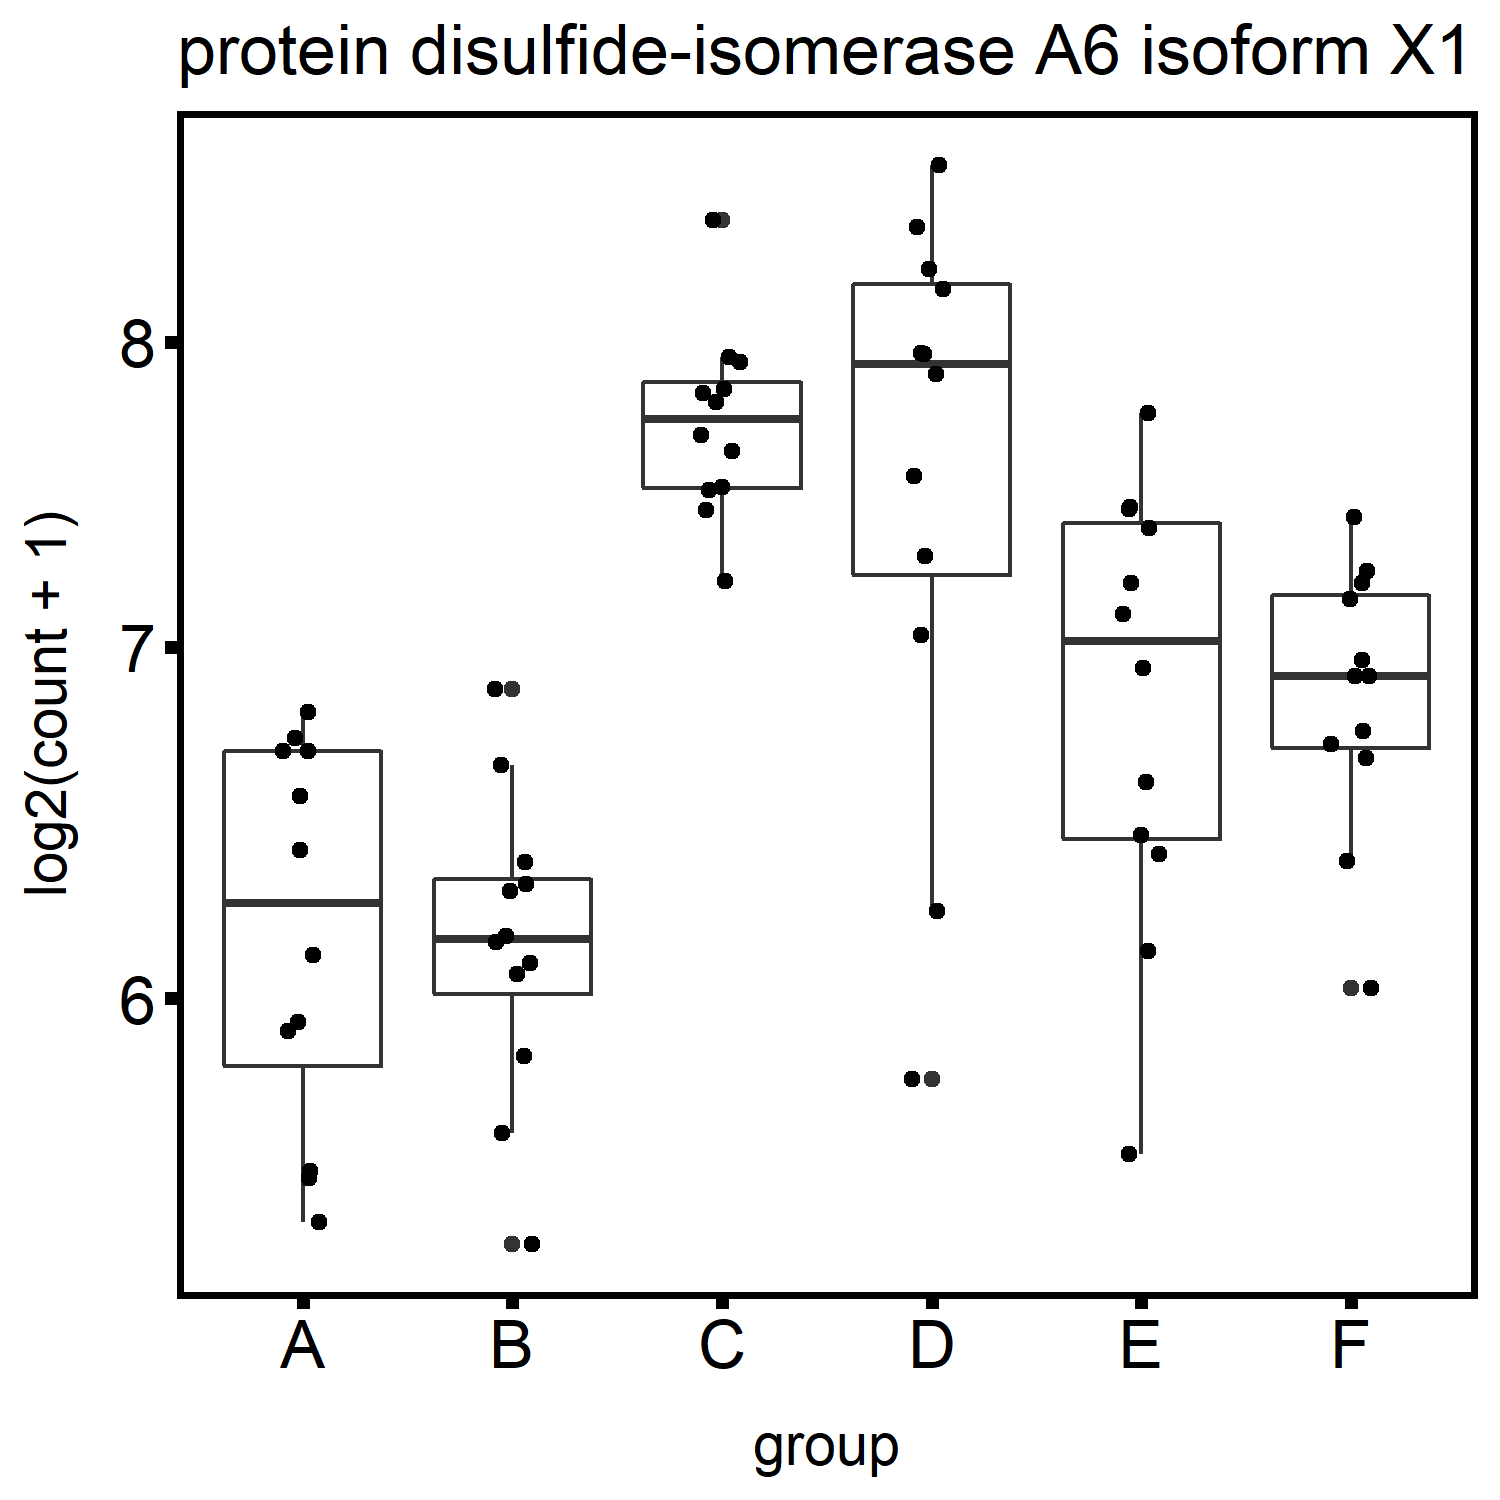 protein disulfide-isomerase A6 isoform X1
log2(count + 1)
8
7
6
A B C D E F
group